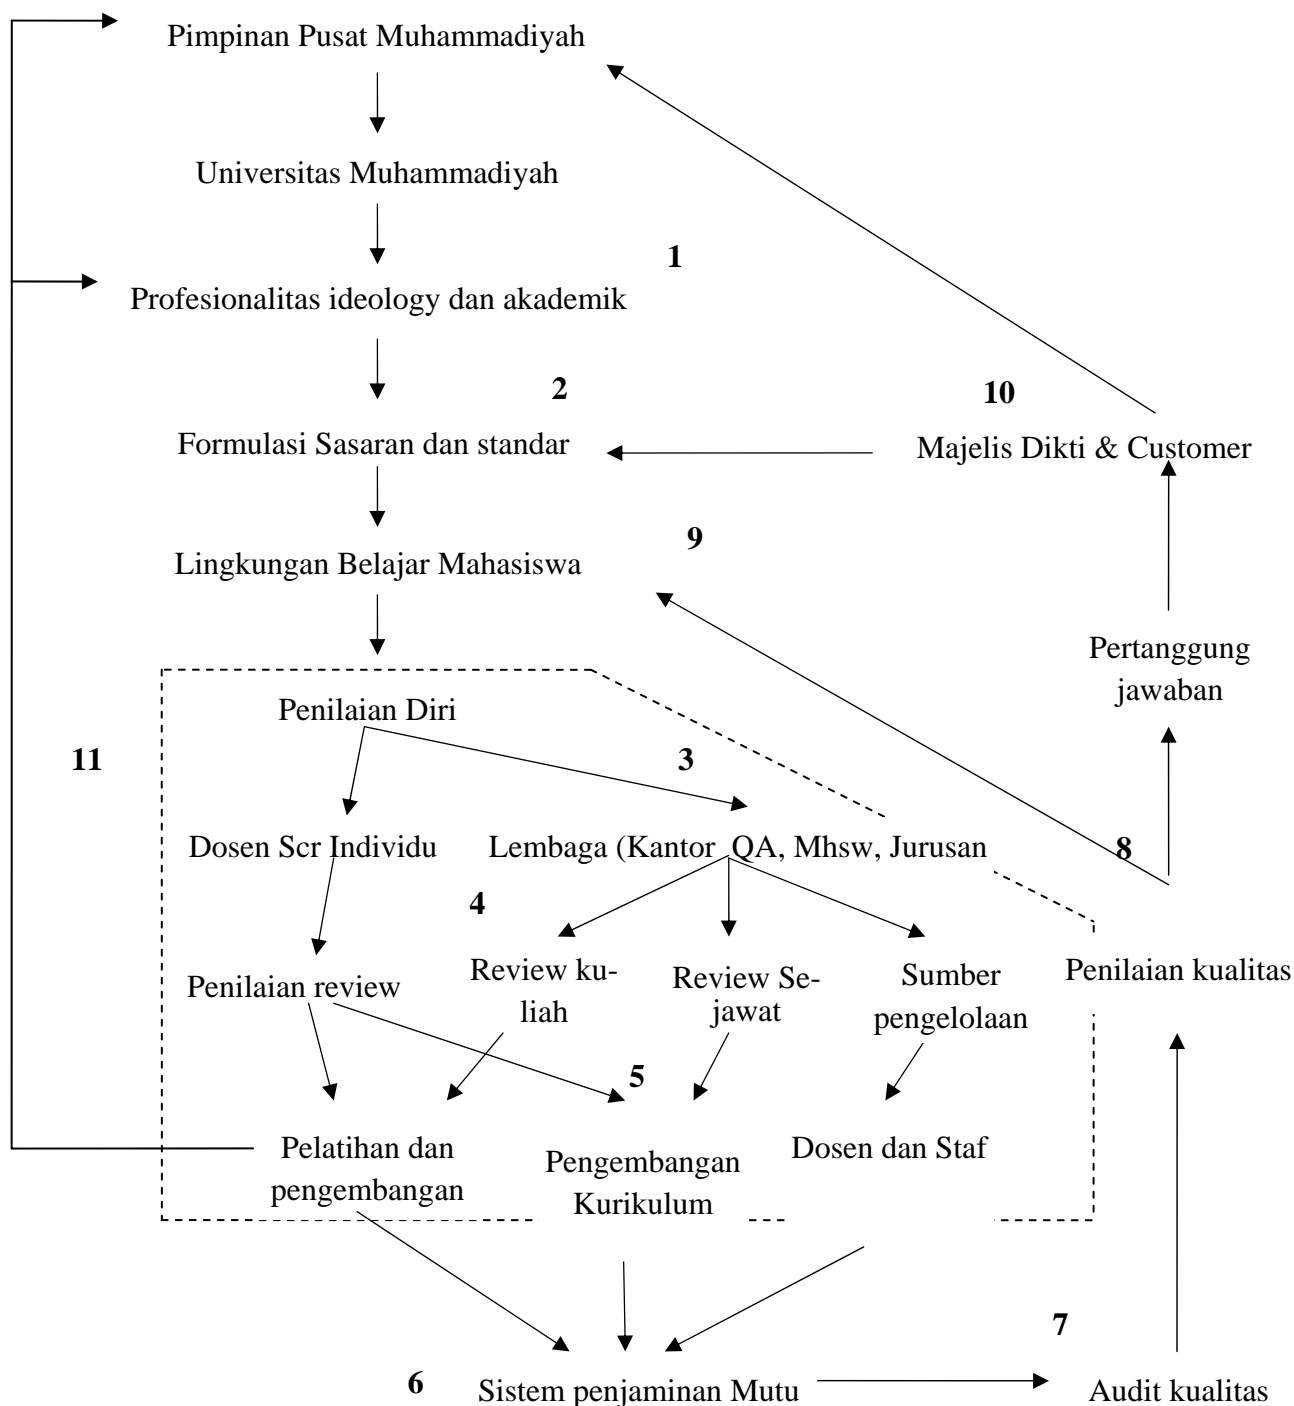 Pimpinan Pusat Muhammadiyah
Universitas Muhammadiyah
1
Profesionalitas ideology dan akademik
2
10
Formulasi Sasaran dan standar
Majelis Dikti & Customer
9
Lingkungan Belajar Mahasiswa
Pertanggung
jawaban
Penilaian Diri
11
3
Dosen Scr Individu
Lembaga (Kantor QA, Mhsw, Jurusan
8
4
Penilaian review
Review ku-
liah
Review Se-
jawat
Sumber
pengelolaan
Penilaian kualitas
5
Pelatihan dan
pengembangan
Pengembangan
Kurikulum
Dosen dan Staf
7
6
Sistem penjaminan Mutu
Audit kualitas